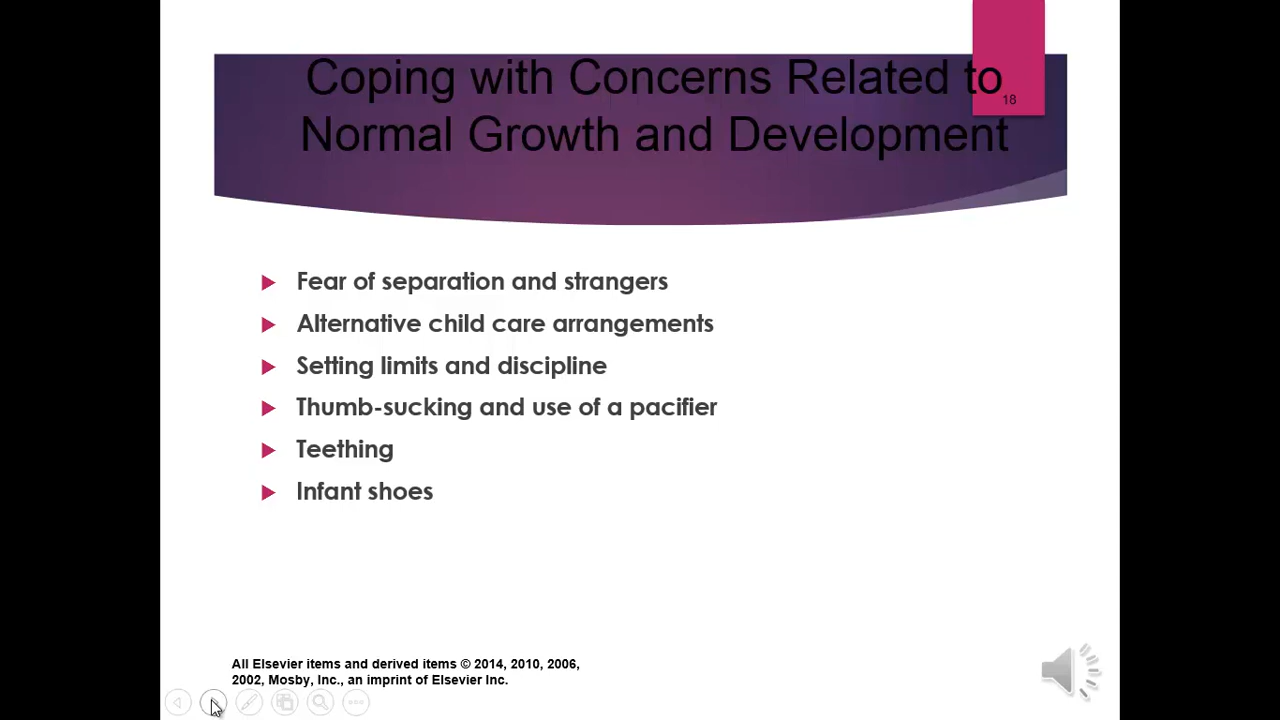 Coping with Concerns Related to
18
Normal Growth and Development
Fear of separation and strangers
Alternative child care arrangements
Setting limits and discipline
Thumb-sucking and use of a pacifier
Teething
Infant shoes
All Elsevier items and derived items © 2014, 2010, 2006,
2002, Mosby, Inc., an imprint of Elsevier Inc.